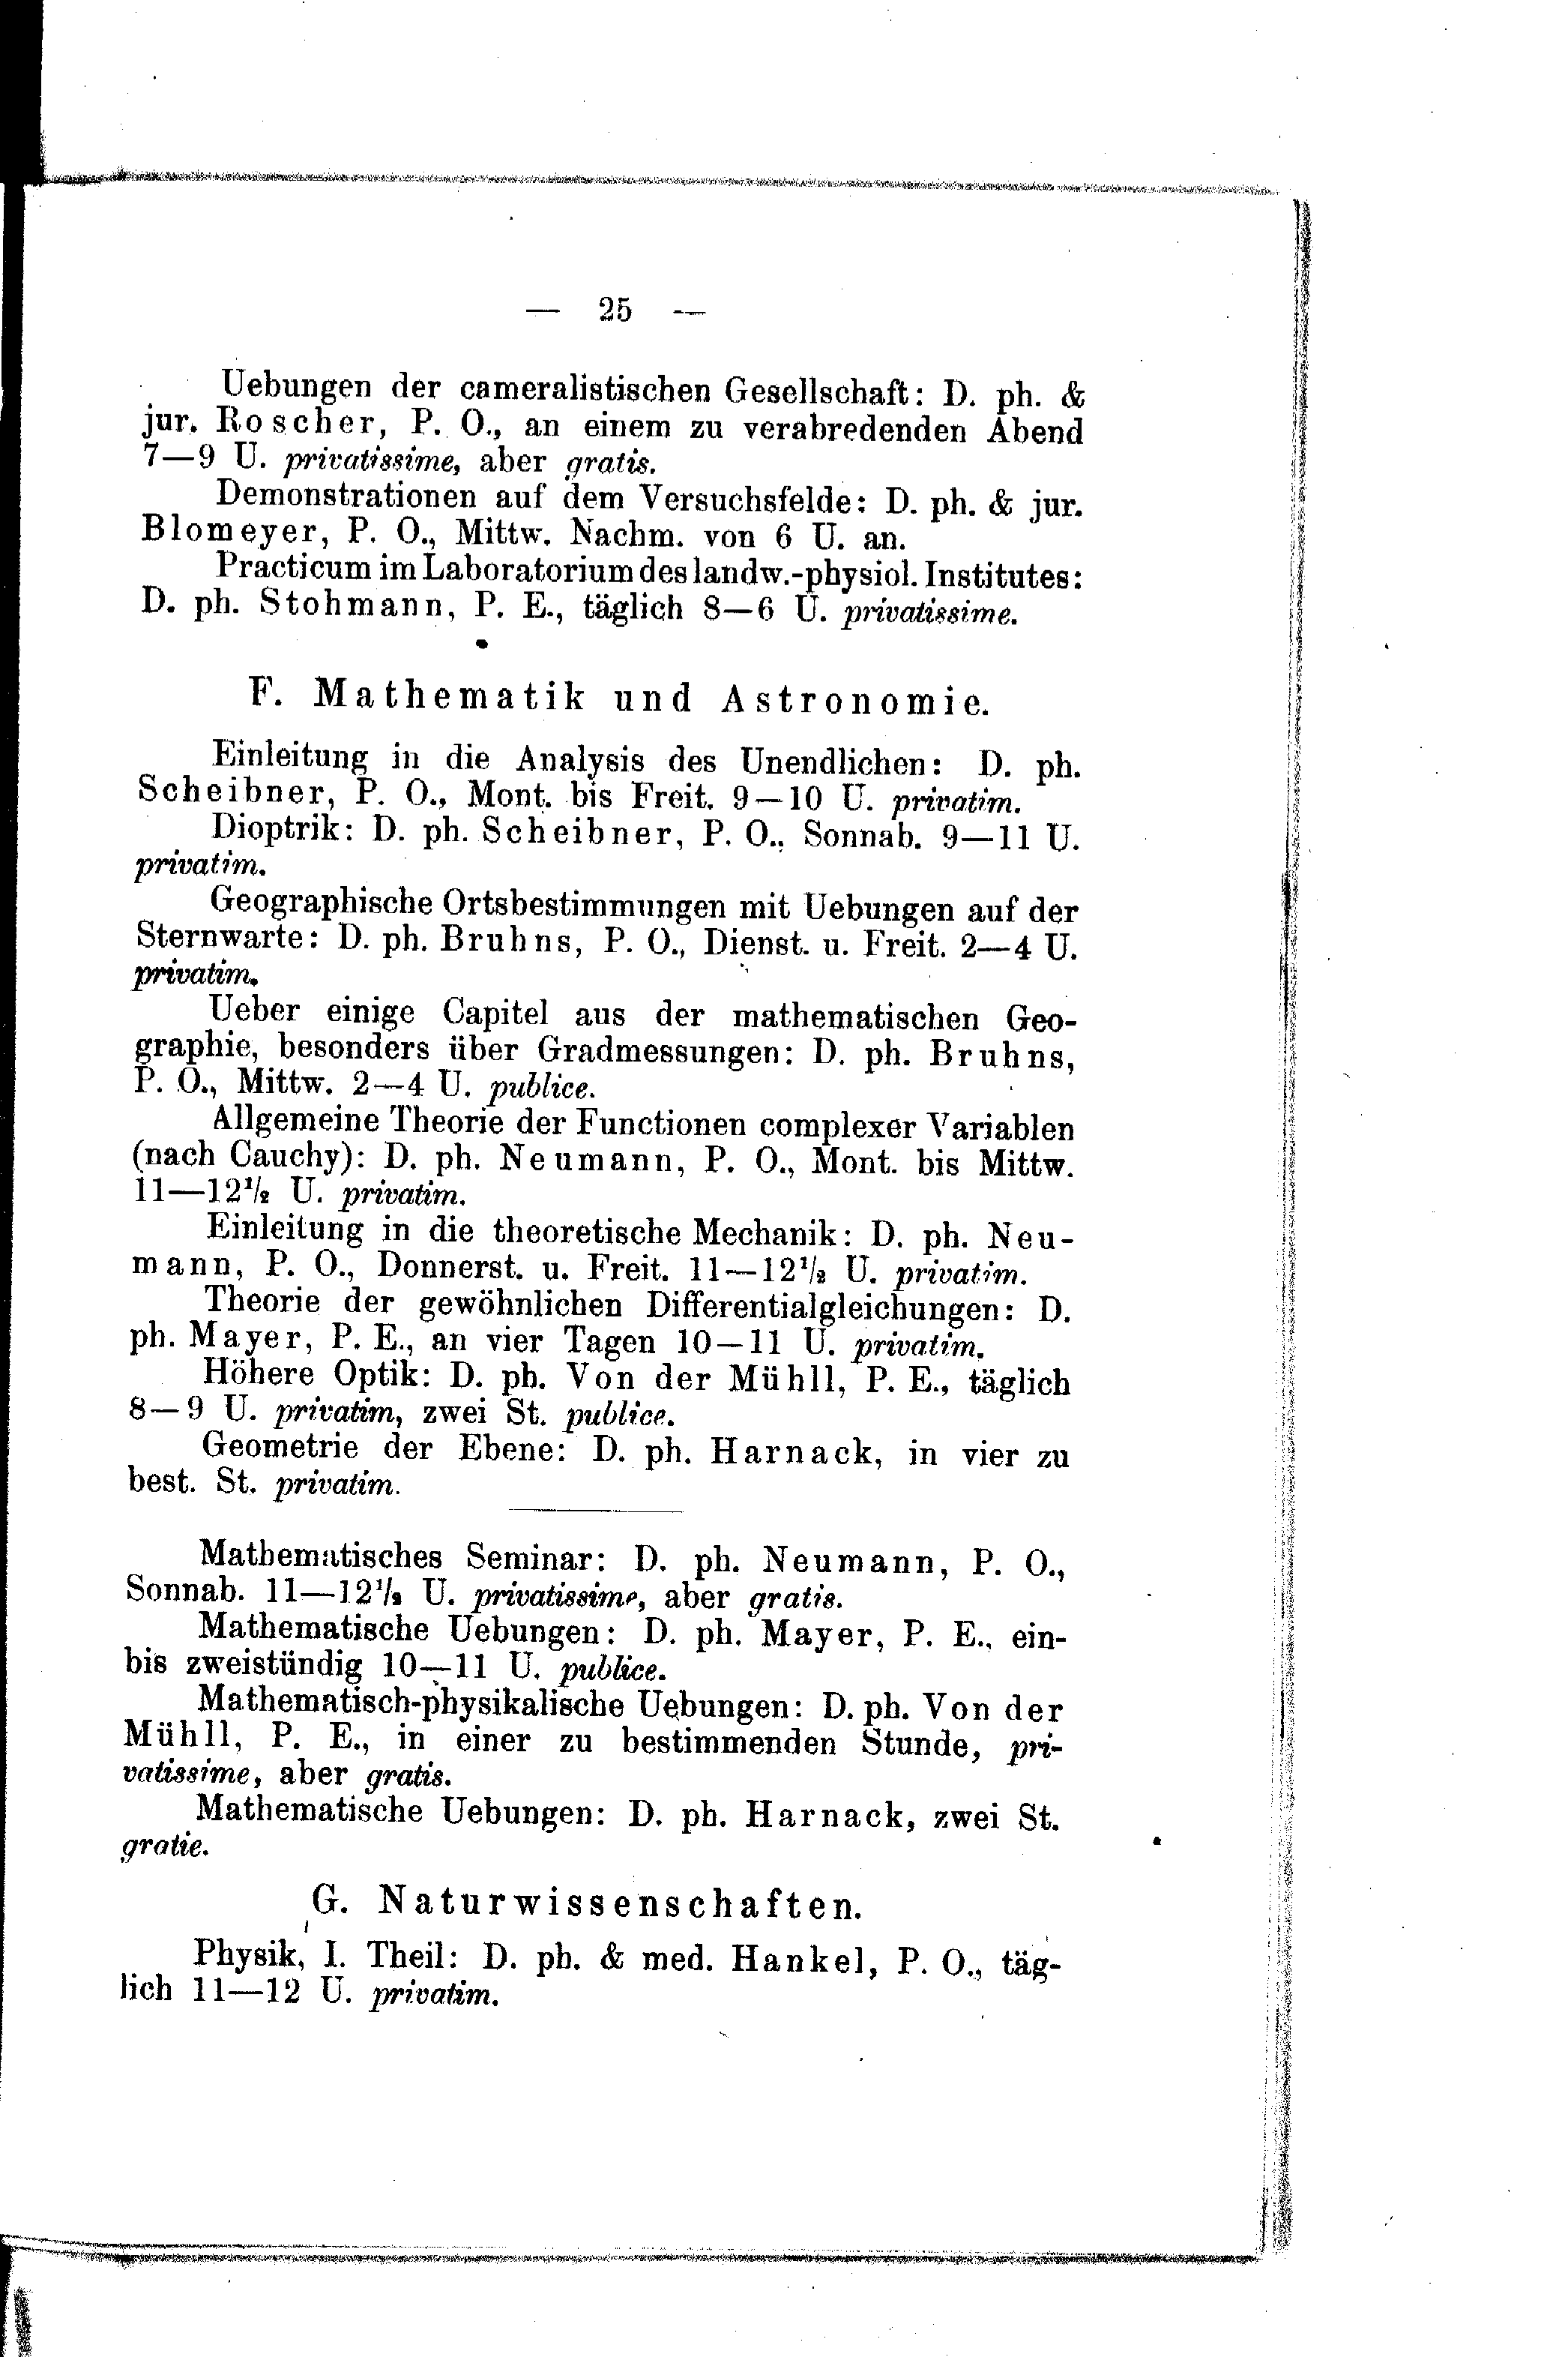 — 25 —
Uebungen der cameralistischen Gesellschaft: D. ph. &
jur. Roscher, P. O., an einem zu verabredenden Abend
7—9 U. privatissime, aber gratis.
Demonstrationen auf dem Versuchsfelde: D. ph. & jur.
Blomeyer, P. O., Mittw. Nachm. von 6 U. an.
Practicum im Laboratorium des landw.-physiol. Institutes:
D. ph. Stohmann, P. E., täglich 8—6 U. privatissime.
F. Mathematik und Astronomie.
Einleitung in die Analysis des Unendlichen: D. ph.
Scheibner, P. O., Mont. bis Freit. 9—10 U. privatim.
Dioptrik: D. ph. Scheibner, P. O., Sonnab. 9—11 U.
privatim.
Geographische Ortsbestimmungen mit Uebungen auf der
Sternwarte: D. ph. Bruhns, P. O., Dienst. u. Freit. 2—4 U.
privatim.
Ueber einige Capitel aus der mathematischen Geo-
graphie, besonders über Gradmessungen: D. ph. Bruhns,
P. O., Mittw. 2—4 U. publice.
Allgemeine Theorie der Functionen complexer Variablen
(nach Cauchy): D. ph. Neumann, P. O., Mont. bis Mittw.
11—12½ U. privatim.
Einleitung in die theoretische Mechanik: D. ph. Neu-
mann, P. O., Donnerst. u. Freit. 11—12½ U. privatim.
Theorie der gewöhnlichen Differentialgleichungen: D.
ph. Mayer, P. E., an vier Tagen 10—11 U. privatim.
Höhere Optik: D. ph. Von der Mühll, P. E., täglich
8—9 U. privatim, zwei St. publice.
Geometrie der Ebene: D. ph. Harnack, in vier zu
best. St. privatim.
Mathematisches Seminar: D. ph. Neumann, P. O.,
Sonnab. 11—12½ U. privatissime, aber gratis.
Mathematische Uebungen: D. ph. Mayer, P. E., ein-
bis zweistündig 10—11 U. publice.
Mathematisch-physikalische Uebungen: D. ph. Von der
Mühll, P. E., in einer zu bestimmenden Stunde, pri-
vatissime, aber gratis.
Mathematische Uebungen: D. ph. Harnack, zwei St.
gratie.
G. Naturwissenschaften.
Physik, I. Theil: D. ph. & med. Hankel, P. O., täg-
lich 11—12 U. privatim.